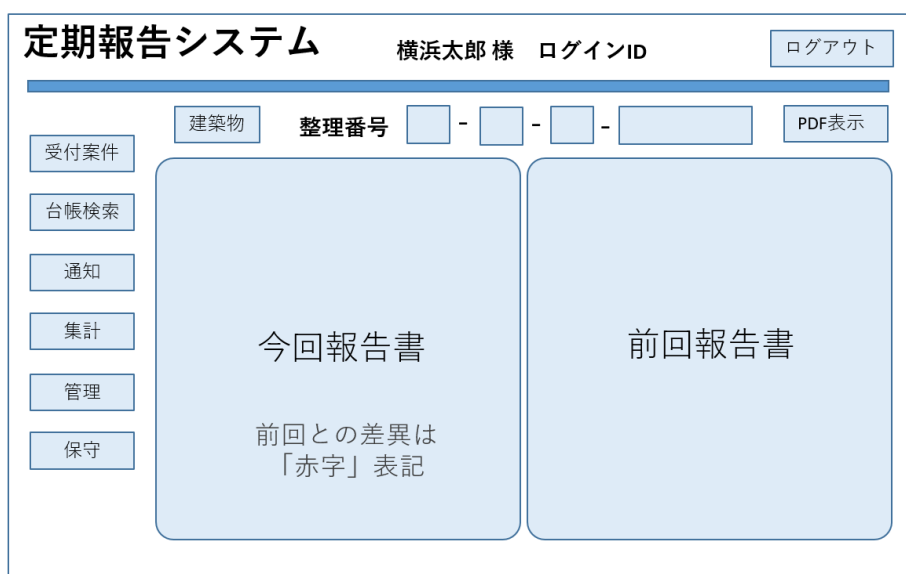 定期報告システム 横浜太郎 様 ログインID ログアウト
建築物 整理番号 - - - PDF表示
受付案件
台帳検索
通知
集計
管理
保守
今回報告書
前回との差異は
「赤字」表記
前回報告書